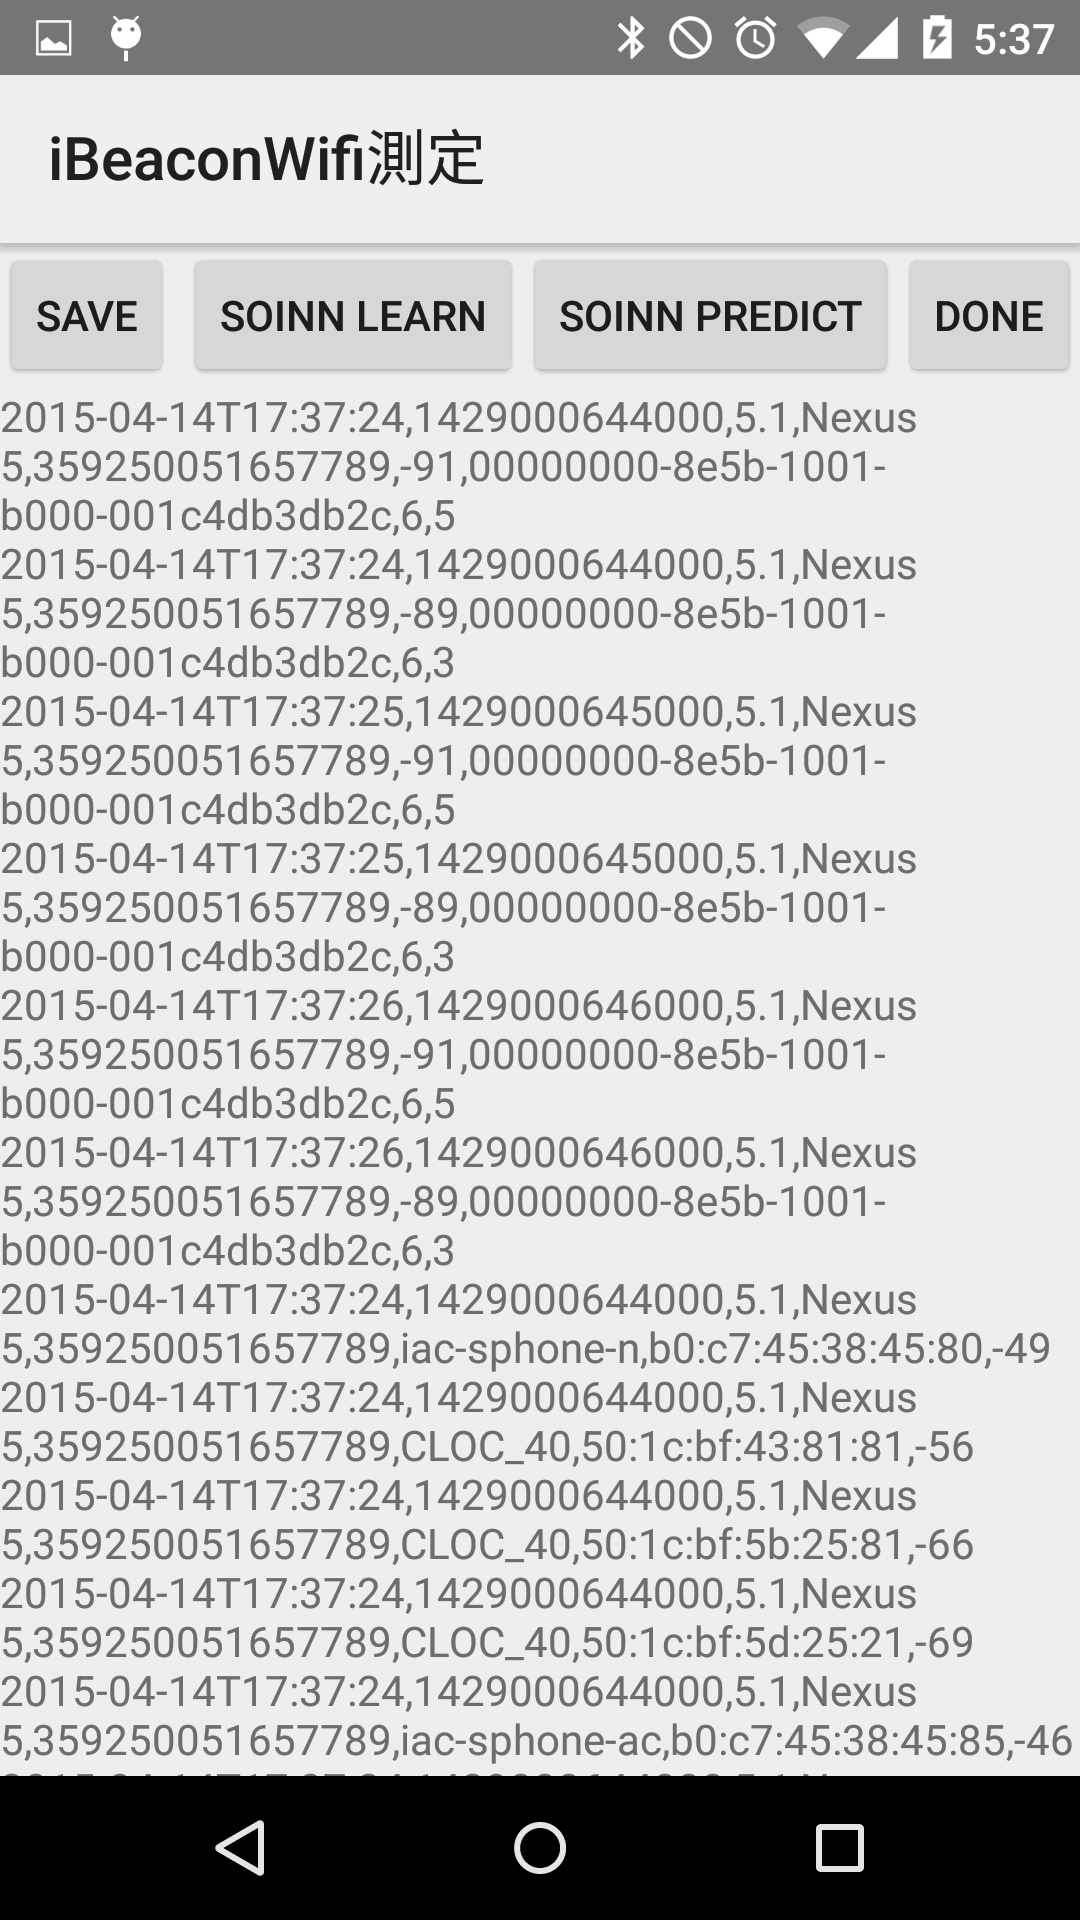 5:37
iBeaconWifi測定
SAVE SOINN LEARN SOINN PREDICT DONE
2015-04-14T17:37:24,1429000644000,5.1,Nexus
5,359250051657789,-91,00000000-8e5b-1001-
b000-001c4db3db2c,6,5
2015-04-14T17:37:24,1429000644000,5.1,Nexus
5,359250051657789,-89,00000000-8e5b-1001-
b000-001c4db3db2c,6,3
2015-04-14T17:37:25,1429000645000,5.1,Nexus
5,359250051657789,-91,00000000-8e5b-1001-
b000-001c4db3db2c,6,5
2015-04-14T17:37:25,1429000645000,5.1,Nexus
5,359250051657789,-89,00000000-8e5b-1001-
b000-001c4db3db2c,6,3
2015-04-14T17:37:26,1429000646000,5.1,Nexus
5,359250051657789,-91,00000000-8e5b-1001-
b000-001c4db3db2c,6,5
2015-04-14T17:37:26,1429000646000,5.1,Nexus
5,359250051657789,-89,00000000-8e5b-1001-
b000-001c4db3db2c,6,3
2015-04-14T17:37:24,1429000644000,5.1,Nexus
5,359250051657789,iac-sphone-n,b0:c7:45:38:45:80,-49
2015-04-14T17:37:24,1429000644000,5.1,Nexus
5,359250051657789,CLOC_40,50:1c:bf:43:81:81,-56
2015-04-14T17:37:24,1429000644000,5.1,Nexus
5,359250051657789,CLOC_40,50:1c:bf:5b:25:81,-66
2015-04-14T17:37:24,1429000644000,5.1,Nexus
5,359250051657789,CLOC_40,50:1c:bf:5d:25:21,-69
2015-04-14T17:37:24,1429000644000,5.1,Nexus
5,359250051657789,iac-sphone-ac,b0:c7:45:38:45:85,-46